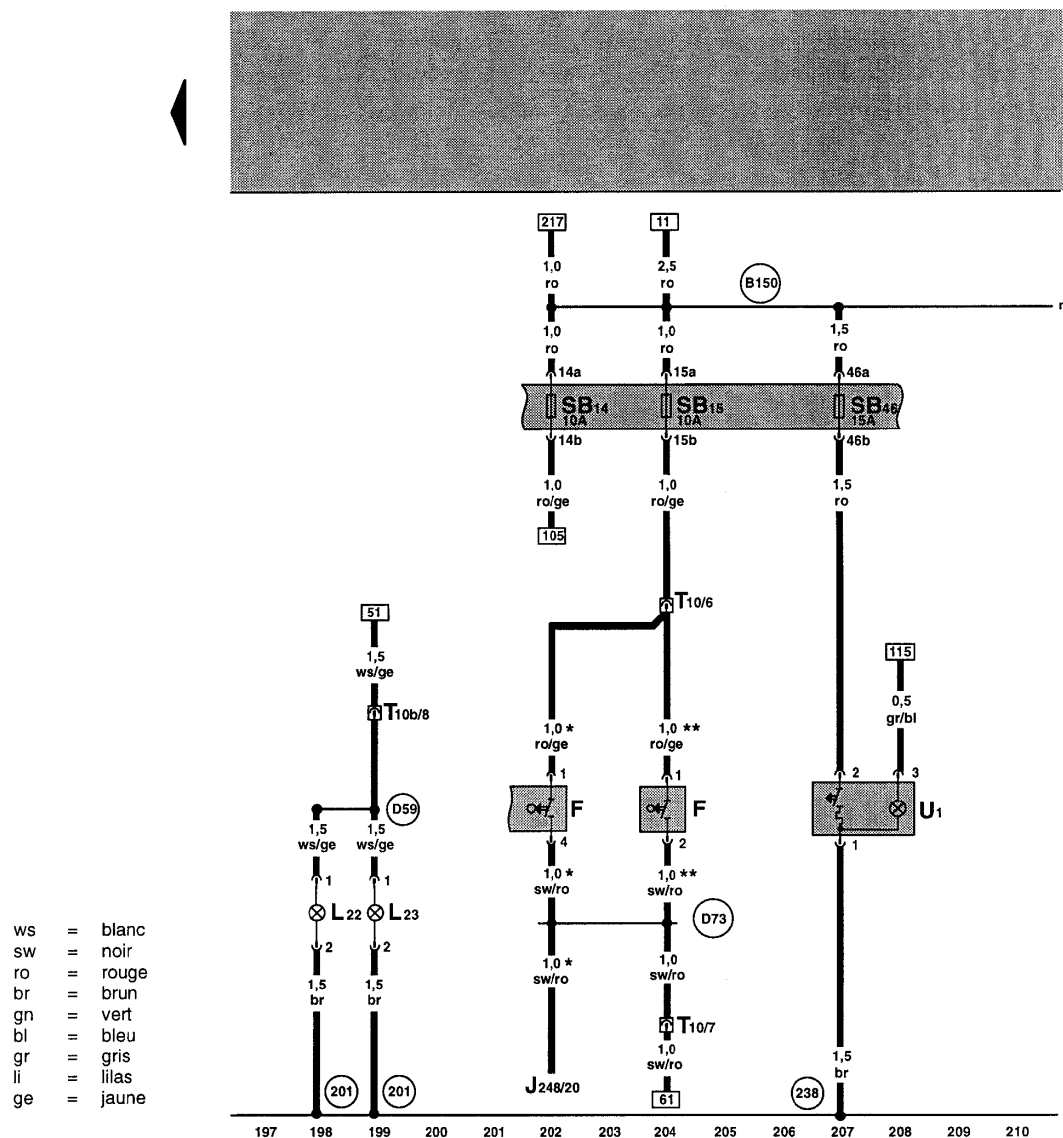 217 11
1,0 2,5
ro ro
B150
r
1,0 1,0 1,5
ro ro ro
14a 15a 46a
SB14 SB15 SB46
10A 10A 15A
14b 15b 46b
1,0 1,0 1,5
ro/ge ro/ge ro
105
T10/6
51
1,5
ws/ge
115
T10b/8
0,5
gr/bl
1,0 * 1,0 **
ro/ge ro/ge
1 1 2 3
D59
F F U1
1,5 1,5
ws/ge ws/ge
4 2 1
1 1
1,0 * 1,0 **
sw/ro sw/ro
L22 L23
D73
2 2
1,0 * 1,0
sw/ro sw/ro
1,5 1,5
br br
T10/7
1,0
sw/ro
1,5
br
J248/20
61
201 201 238
ws = blanc
sw = noir
ro = rouge
br = brun
gn = vert
bl = bleu
gr = gris
li = lilas
ge = jaune
197 198 199 200 201 202 203 204 205 206 207 208 209 210